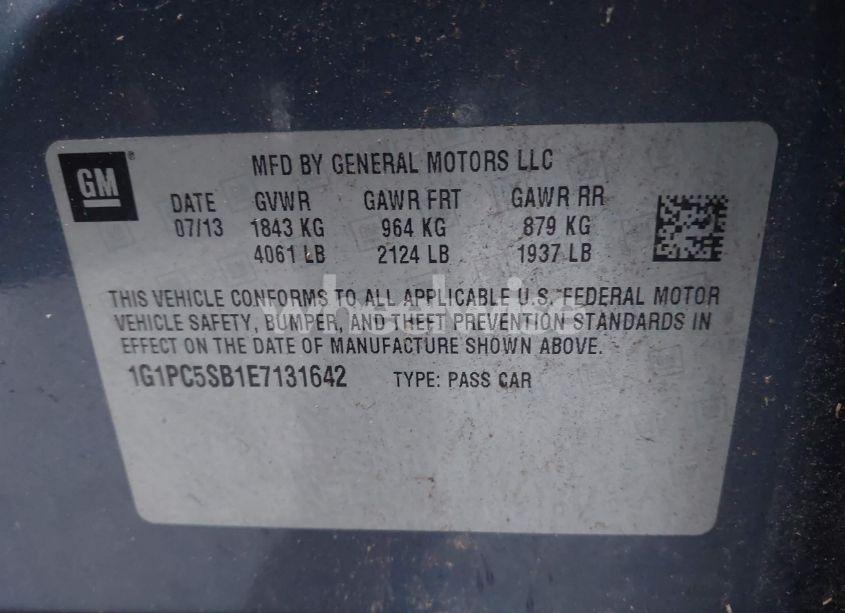 GM
MFD BY GENERAL MOTORS LLC
DATE GVWR GAWR FRT GAWR RR
07/13 1843 KG 964 KG 879 KG
4061 LB 2124 LB 1937 LB
THIS VEHICLE CONFORMS TO ALL APPLICABLE U.S. FEDERAL MOTOR
VEHICLE SAFETY, BUMPER, AND THEFT PREVENTION STANDARDS IN
EFFECT ON THE DATE OF MANUFACTURE SHOWN ABOVE.
1G1PC5SB1E7131642 TYPE: PASS CAR